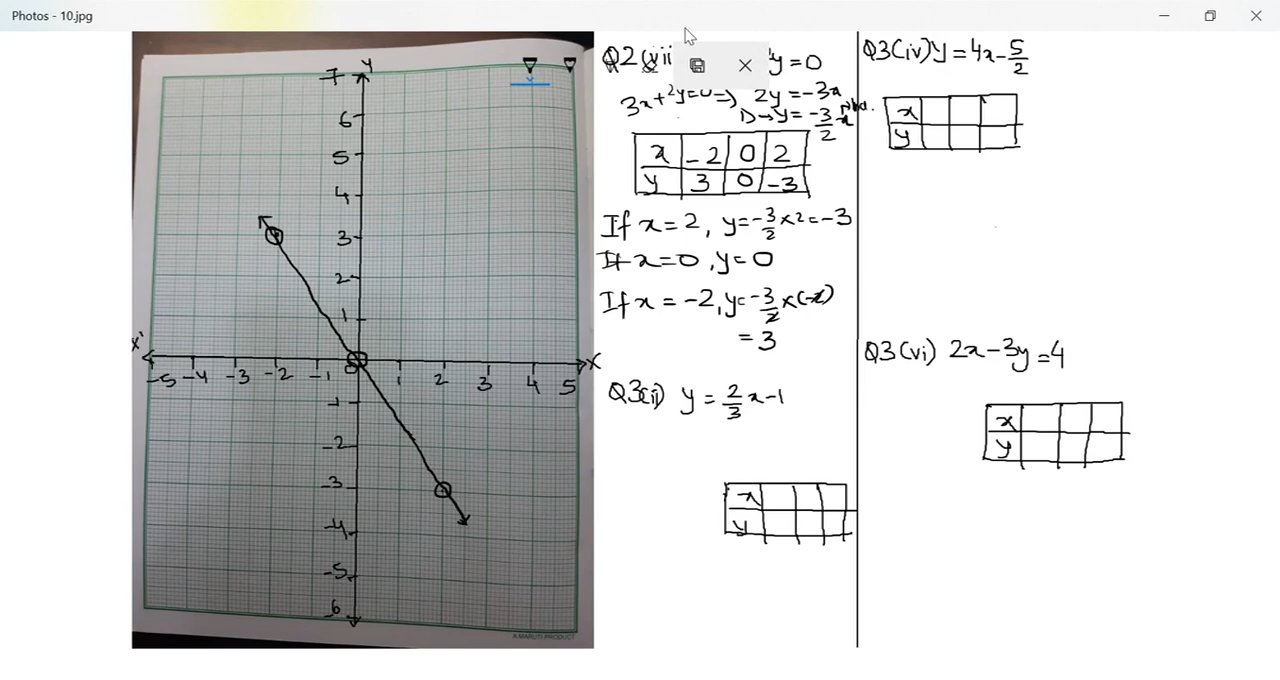 Photos - 10.jpg
Y
7
6
5
4
3
2
1
X'
-5 -4 -3 -2 -1 0 1 2 3 4 5 X
-1
-2
-3
-4
-5
6
A MARUTI PRODUCT
Q2(vii y=0
3x+2y=0=) 2y=-3x
y=-3/2 x
x -2 0 2
y 3 0 -3
If x=2, y=-3/2×2=-3
If x=0, y=0
If x=-2, y=-3/2×(-2)
=3
Q3(ii) y=2/3x-1
x
y
Q3(iv) y=4x-5/2
x
y
Q3(vi) 2x-3y=4
x
y